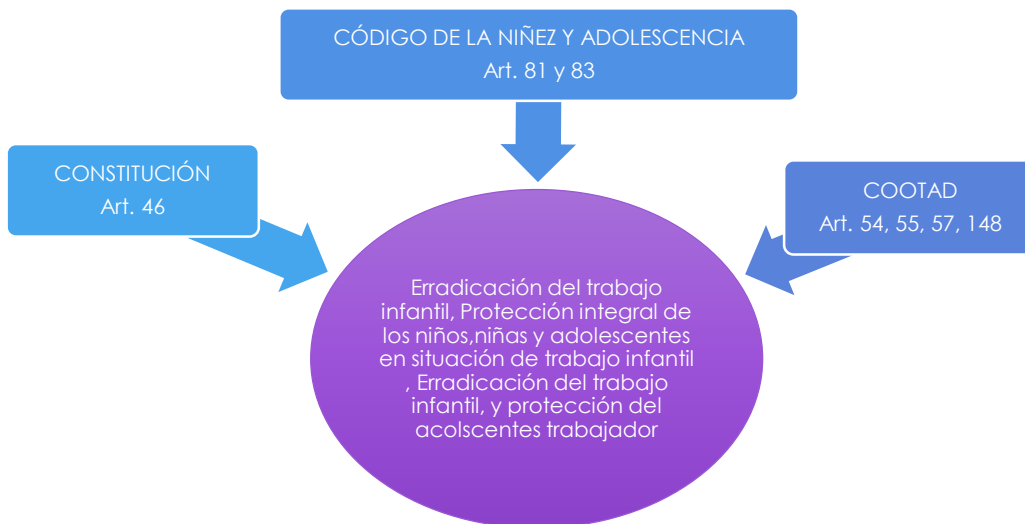 CÓDIGO DE LA NIÑEZ Y ADOLESCENCIA
Art. 81 y 83
CONSTITUCIÓN
Art. 46
COOTAD
Art. 54, 55, 57, 148
Erradicación del trabajo
infantil, Protección integral de
los niños,niñas y adolescentes
en situación de trabajo infantil
, Erradicación del trabajo
infantil, y protección del
acolscentes trabajador